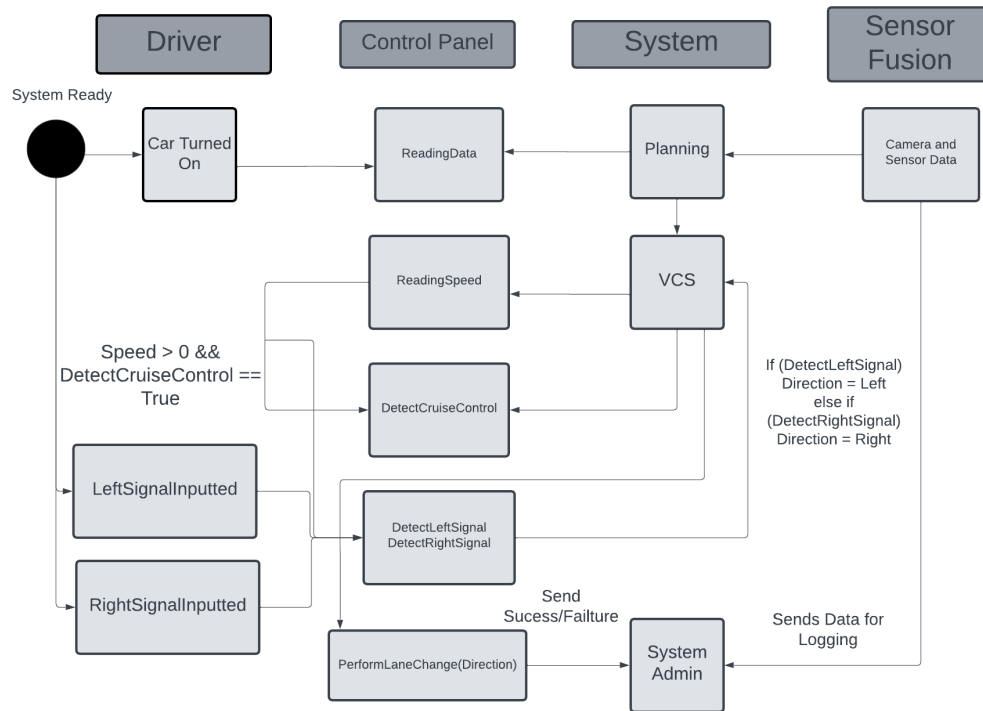 Driver
Control Panel
System
Sensor
Fusion
System Ready
Car Turned
On
ReadingData
Planning
Camera and
Sensor Data
ReadingSpeed
VCS
Speed > 0 &&
DetectCruiseControl ==
True
DetectCruiseControl
If (DetectLeftSignal)
Direction = Left
else if
(DetectRightSignal)
Direction = Right
LeftSignalInputted
DetectLeftSignal
DetectRightSignal
RightSignalInputted
Send
Sucess/Failture
Sends Data for
Logging
PerformLaneChange(Direction)
System
Admin